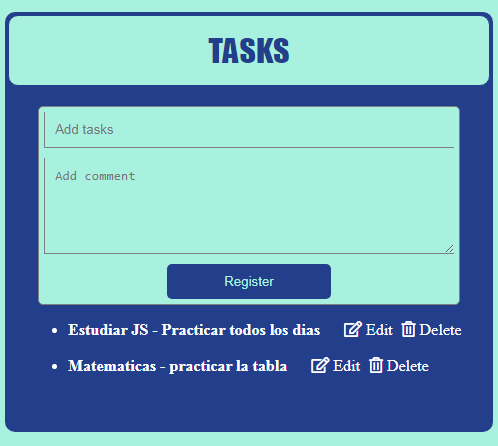 TASKS
Add tasks
Add comment
Register
Estudiar JS - Practicar todos los dias Edit Delete
Matematicas - practicar la tabla Edit Delete